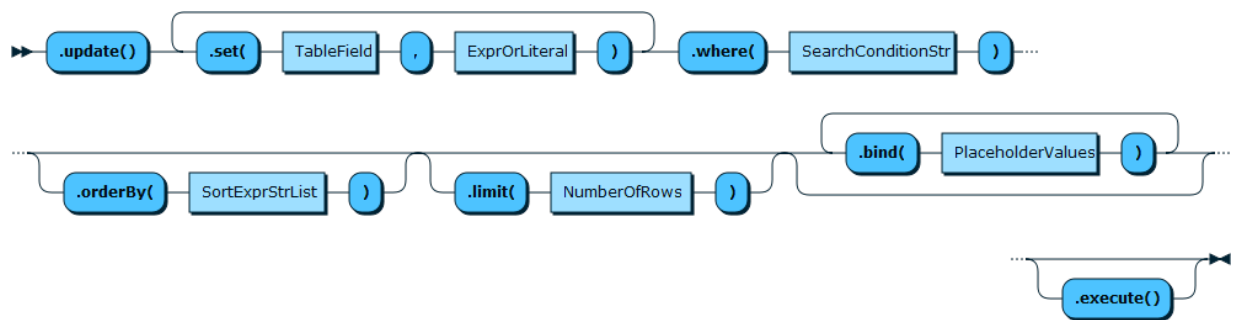 .update() .set( TableField , ExprOrLiteral ) .where( SearchConditionStr )
.orderBy( SortExprStrList ) .limit( NumberOfRows ) .bind( PlaceholderValues )
.execute()